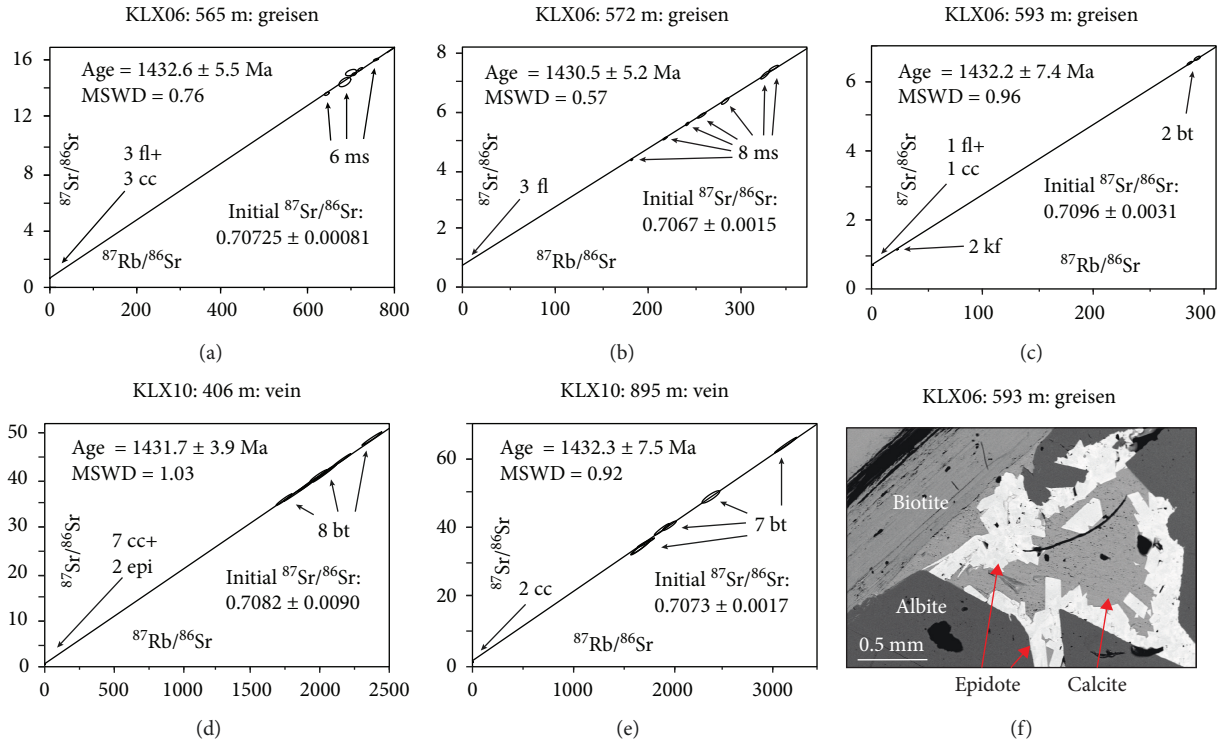 KLX06: 565 m: greisen
16
12
8
4
0
⁸⁷Sr/⁸⁶Sr
Age = 1432.6 ± 5.5 Ma
MSWD = 0.76
6 ms
3 fl+
3 cc
Initial ⁸⁷Sr/⁸⁶Sr:
0.70725 ± 0.00081
⁸⁷Rb/⁸⁶Sr
0 200 400 600 800
(a)
KLX06: 572 m: greisen
8
6
4
2
0
⁸⁷Sr/⁸⁶Sr
Age = 1430.5 ± 5.2 Ma
MSWD = 0.57
8 ms
3 fl
Initial ⁸⁷Sr/⁸⁶Sr:
0.7067 ± 0.0015
⁸⁷Rb/⁸⁶Sr
0 100 200 300
(b)
KLX06: 593 m: greisen
6
4
2
0
⁸⁷Sr/⁸⁶Sr
Age = 1432.2 ± 7.4 Ma
MSWD = 0.96
2 bt
1 fl+
1 cc
Initial ⁸⁷Sr/⁸⁶Sr:
0.7096 ± 0.0031
2 kf
⁸⁷Rb/⁸⁶Sr
0 100 200 300
(c)
KLX10: 406 m: vein
50
40
30
20
10
0
⁸⁷Sr/⁸⁶Sr
Age = 1431.7 ± 3.9 Ma
MSWD = 1.03
8 bt
7 cc+
2 epi
Initial ⁸⁷Sr/⁸⁶Sr:
0.7082 ± 0.0090
⁸⁷Rb/⁸⁶Sr
0 500 1000 1500 2000 2500
(d)
KLX10: 895 m: vein
60
40
20
0
⁸⁷Sr/⁸⁶Sr
Age = 1432.3 ± 7.5 Ma
MSWD = 0.92
7 bt
2 cc
Initial ⁸⁷Sr/⁸⁶Sr:
0.7073 ± 0.0017
⁸⁷Rb/⁸⁶Sr
0 1000 2000 3000
(e)
KLX06: 593 m: greisen
Biotite
Albite
0.5 mm
Epidote Calcite
(f)